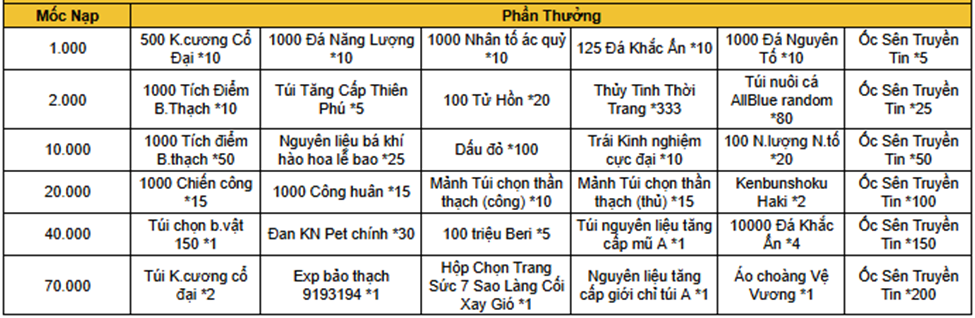 Mốc Nạp Phần Thưởng
1.000
500 K.cương Cổ
Đại *10
1000 Đá Năng Lượng
*10
1000 Nhân tố ác quỷ
*10
125 Đá Khắc Ấn *10
1000 Đá Nguyên
Tố *10
Ốc Sên Truyền
Tin *5
2.000
1000 Tích Điểm
B.Thạch *10
Túi Tăng Cấp Thiên
Phú *5
100 Tử Hồn *20
Thủy Tinh Thời
Trang *333
Túi nuôi cá
AllBlue random
*80
Ốc Sên Truyền
Tin *25
10.000
1000 Tích điểm
B.thạch *50
Nguyên liệu bá khí
hào hoa lễ bao *25
Dấu đỏ *100
Trái Kinh nghiệm
cực đại *10
100 N.lượng N.tố
*20
Ốc Sên Truyền
Tin *50
20.000
1000 Chiến công
*15
1000 Công huân *15
Mảnh Túi chọn thần
thạch (công) *10
Mảnh Túi chọn thần
thạch (thủ) *15
Kenbunshoku
Haki *2
Ốc Sên Truyền
Tin *100
40.000
Túi chọn b.vật
150 *1
Đan KN Pet chính *30
100 triệu Beri *5
Túi nguyên liệu tăng
cấp mũ A *1
10000 Đá Khắc
Ấn *4
Ốc Sên Truyền
Tin *150
70.000
Túi K.cương cổ
đại *2
Exp bảo thạch
9193194 *1
Hộp Chọn Trang
Sức 7 Sao Làng Cối
Xay Gió *1
Nguyên liệu tăng
cấp giới chỉ túi A *1
Áo choàng Vệ
Vương *1
Ốc Sên Truyền
Tin *200